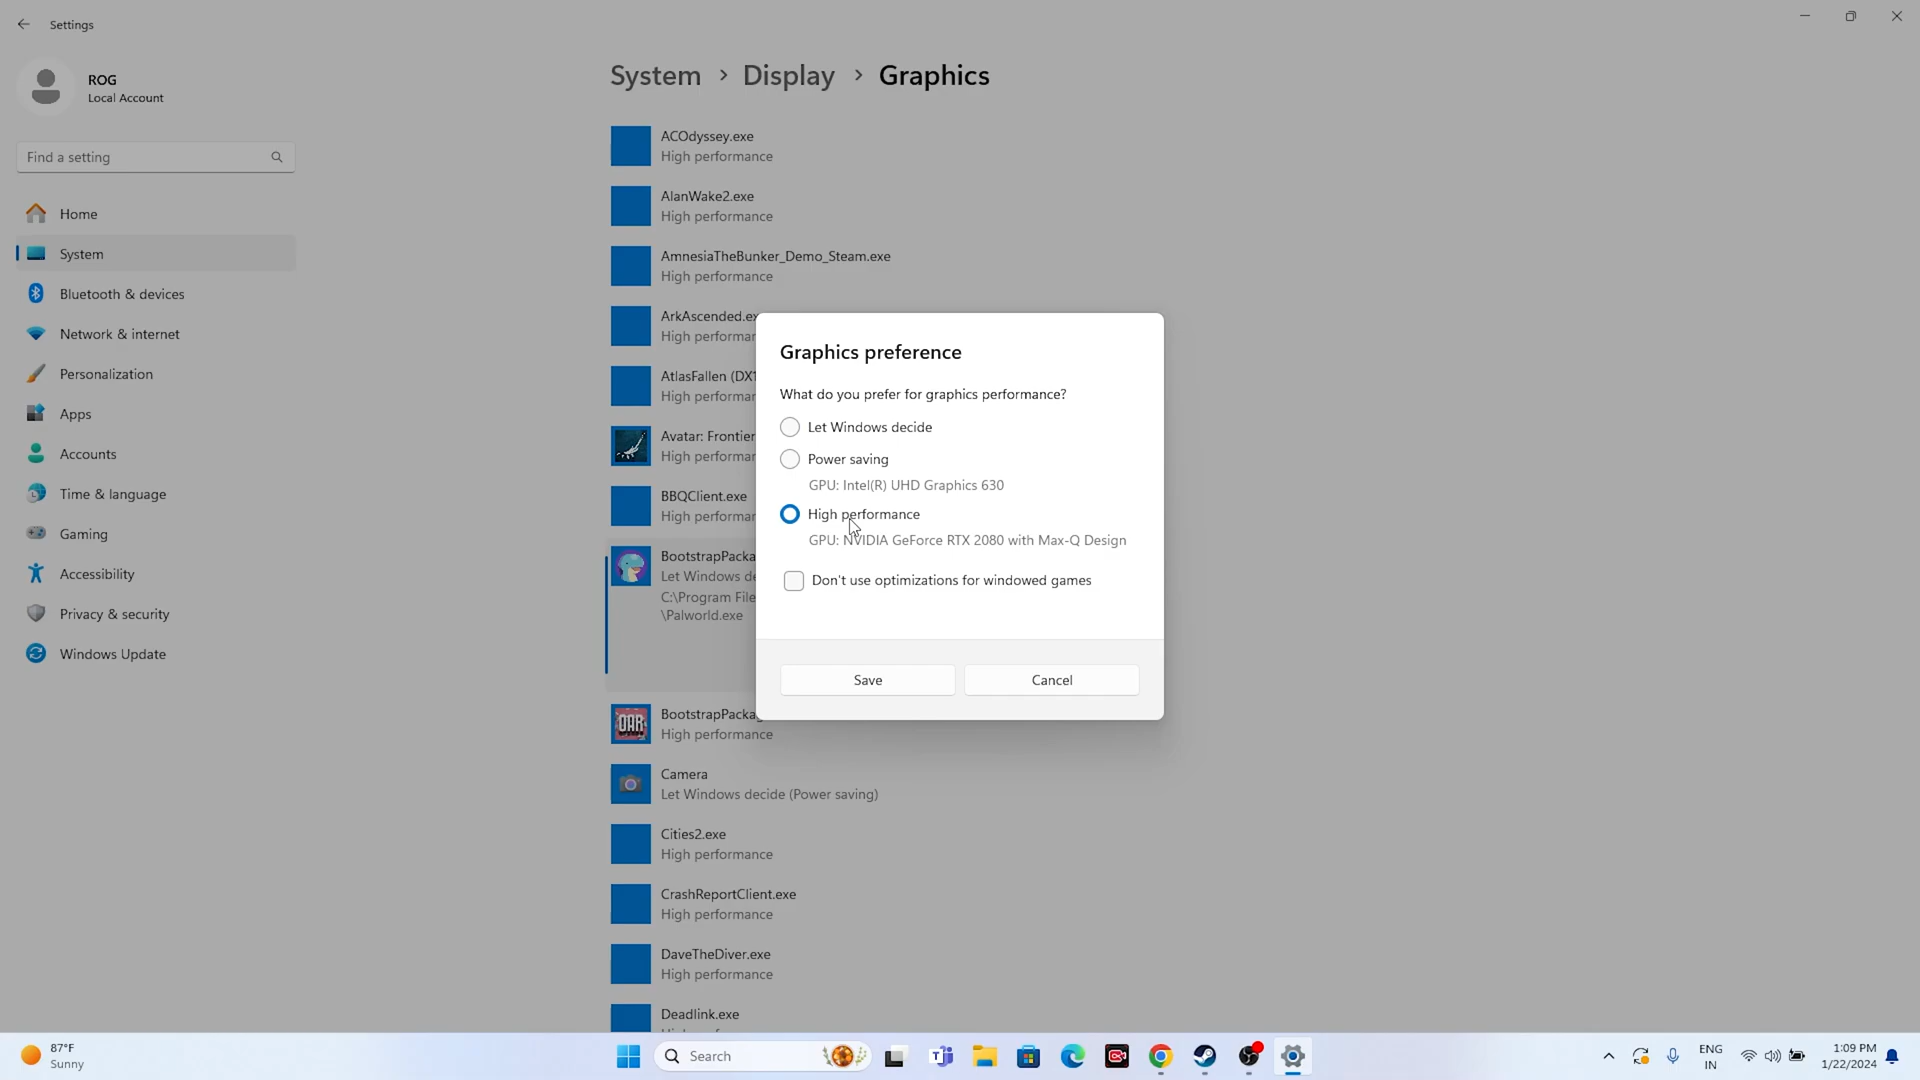 Settings
ROG
Local Account
Find a setting
Home
System
Bluetooth & devices
Network & internet
Personalization
Apps
Accounts
Time & language
Gaming
Accessibility
Privacy & security
Windows Update
System > Display > Graphics
ACOdyssey.exe
High performance
AlanWake2.exe
High performance
AmnesiaTheBunker_Demo_Steam.exe
High performance
ArkAscended.ex
High performan
AtlasFallen (DX1
High performan
Avatar: Frontier
High performan
BBQClient.exe
High performan
BootstrapPacka
Let Windows de
C:\Program File
\Palworld.exe
BootstrapPackag
High performance
Camera
Let Windows decide (Power saving)
Cities2.exe
High performance
CrashReportClient.exe
High performance
DaveTheDiver.exe
High performance
Deadlink.exe
Graphics preference
What do you prefer for graphics performance?
Let Windows decide
Power saving
GPU: Intel(R) UHD Graphics 630
High performance
GPU: NVIDIA GeForce RTX 2080 with Max-Q Design
Don't use optimizations for windowed games
Save
Cancel
87°F
Sunny
Search
ENG
IN
1:09 PM
1/22/2024